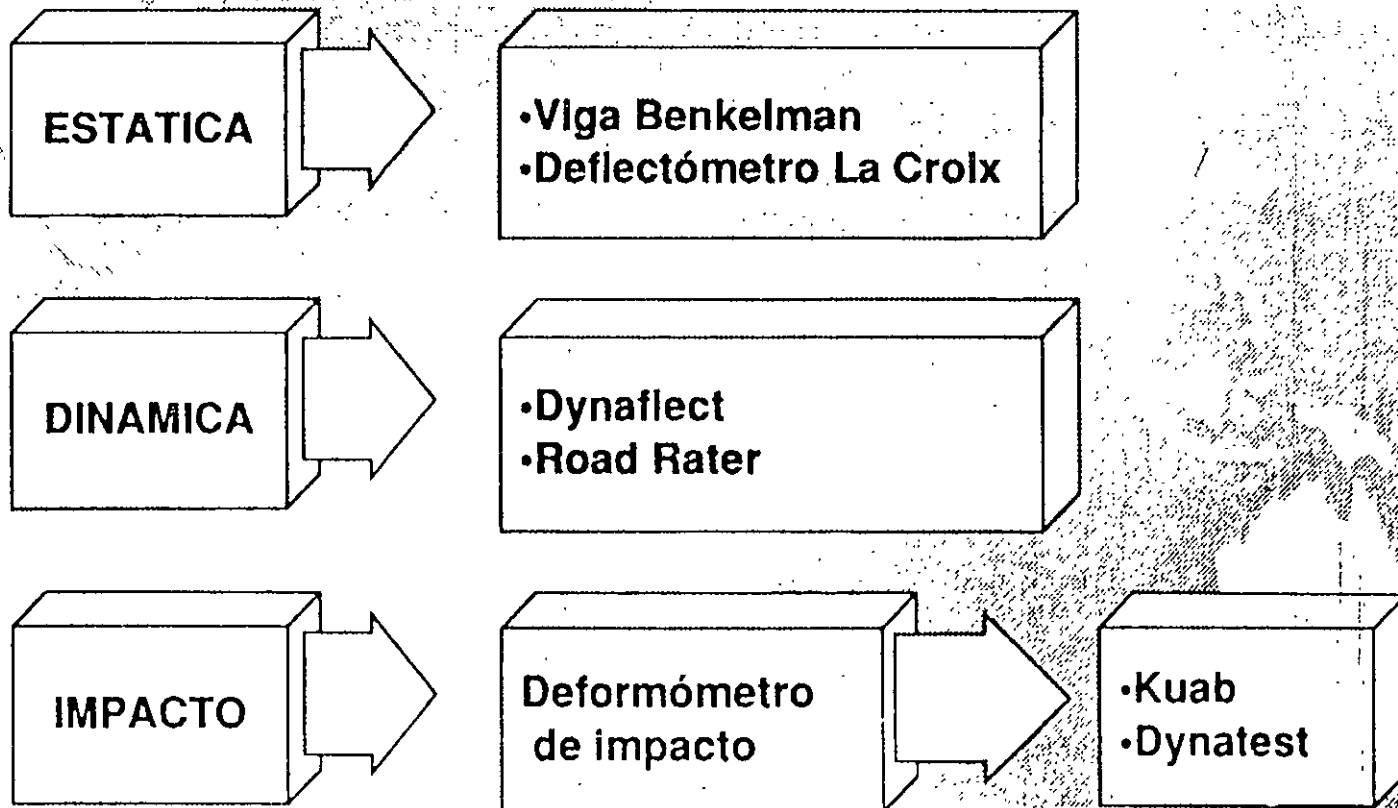 ESTATICA
•Viga Benkelman
•Deflectómetro La Croix
DINAMICA
•Dynaflect
•Road Rater
IMPACTO
Deformómetro
de impacto
•Kuab
•Dynatest